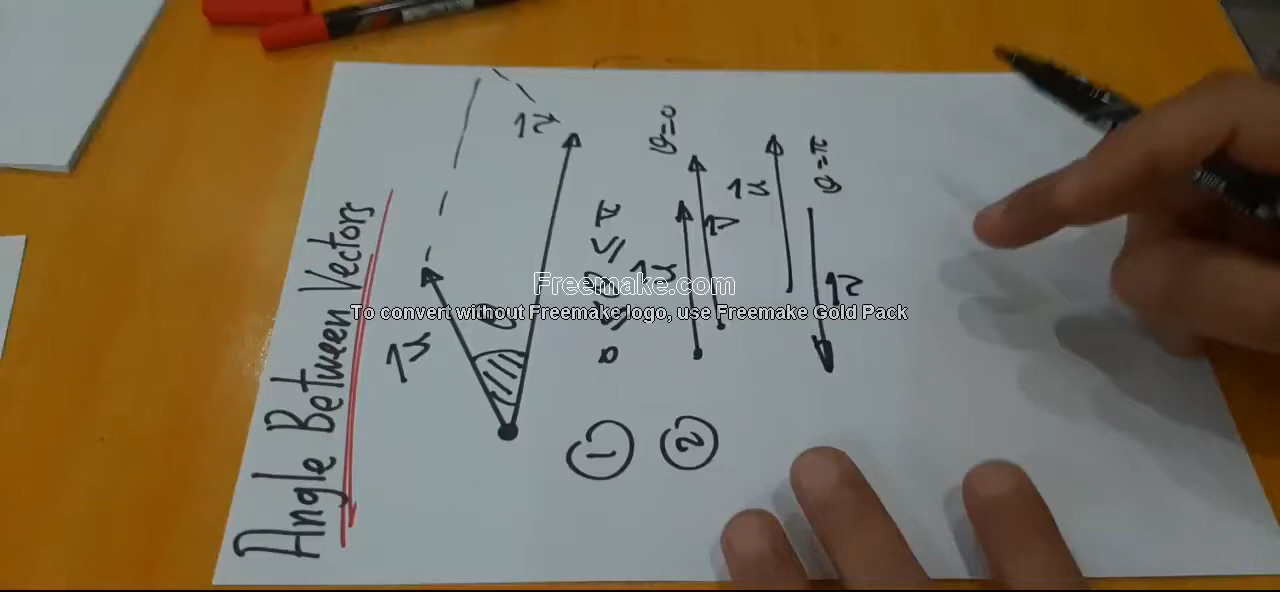 Angle Between Vectors
u
θ
v
① 0 ≤ θ ≤ π
② u v θ=0
u v θ=π
Freemake.com
To convert without Freemake logo, use Freemake Gold Pack